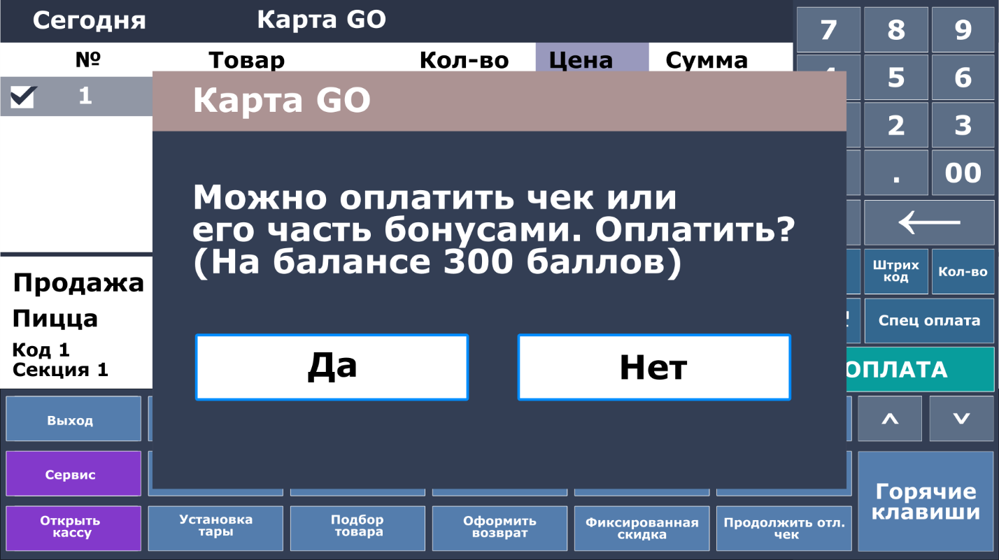 Сегодня
Карта GO
7
8
9
№
Товар
Кол-во
Цена
Сумма
5
6
1
Карта GO
2
3
.
00
Можно оплатить чек или
его часть бонусами. Оплатить?
(На балансе 300 баллов)
←
Штрих
код
Кол-во
Продажа
Пицца
Код 1
Секция 1
Спец оплата
Да
Нет
ОПЛАТА
Выход
Сервис
Горячие
клавиши
Открыть
кассу
Установка
тары
Подбор
товара
Оформить
возврат
Фиксированная
скидка
Продолжить отл.
чек